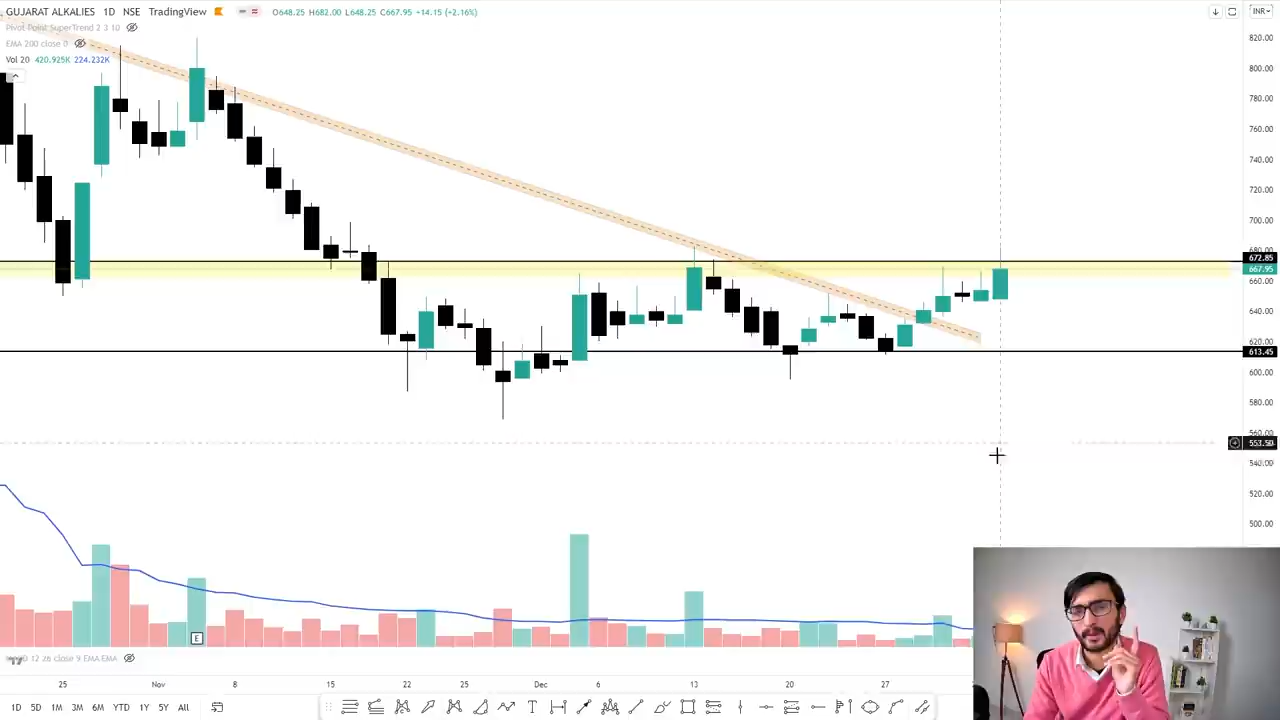 GUJARAT ALKALIES 1D NSE TradingView O648.25 H682.00 L648.25 C667.95 +14.15 (+2.16%) INR
Pivot Point SuperTrend 2 3 10
EMA 200 close 0
Vol 20 420.925K 224.232K
820.00
800.00
780.00
760.00
740.00
720.00
700.00
680.00
672.85
667.95
660.00
640.00
620.00
613.45
600.00
580.00
560.00
553.50
540.00
520.00
500.00
E
12 26 close 9 EMA EMA
25 Nov 8 15 22 25 Dec 6 13 20 27
1D 5D 1M 3M 6M YTD 1Y 5Y All